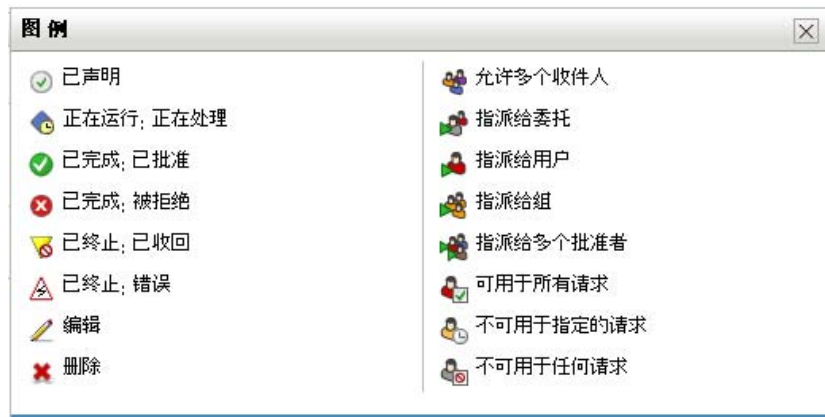 图例
已声明
正在运行; 正在处理
已完成; 已批准
已完成; 被拒绝
已终止; 已收回
已终止; 错误
编辑
删除
允许多个收件人
指派给委托
指派给用户
指派给组
指派给多个批准者
可用于所有请求
不可用于指定的请求
不可用于任何请求